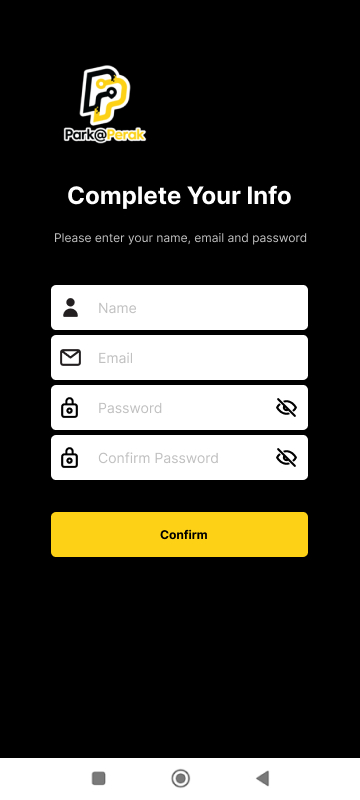 Park@Perak
Complete Your Info
Please enter your name, email and password
Name
Email
Password
Confirm Password
Confirm